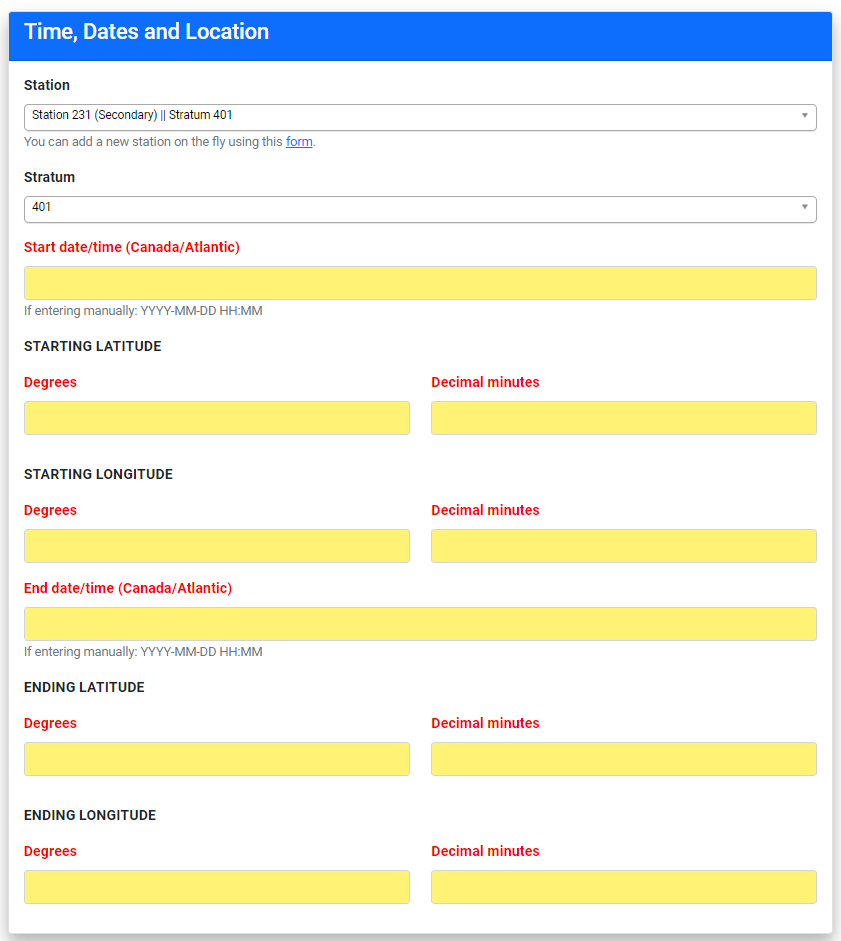 Time, Dates and Location
Station
Station 231 (Secondary) || Stratum 401
You can add a new station on the fly using this form.
Stratum
401
Start date/time (Canada/Atlantic)
If entering manually: YYYY-MM-DD HH:MM
STARTING LATITUDE
Degrees Decimal minutes
STARTING LONGITUDE
Degrees Decimal minutes
End date/time (Canada/Atlantic)
If entering manually: YYYY-MM-DD HH:MM
ENDING LATITUDE
Degrees Decimal minutes
ENDING LONGITUDE
Degrees Decimal minutes